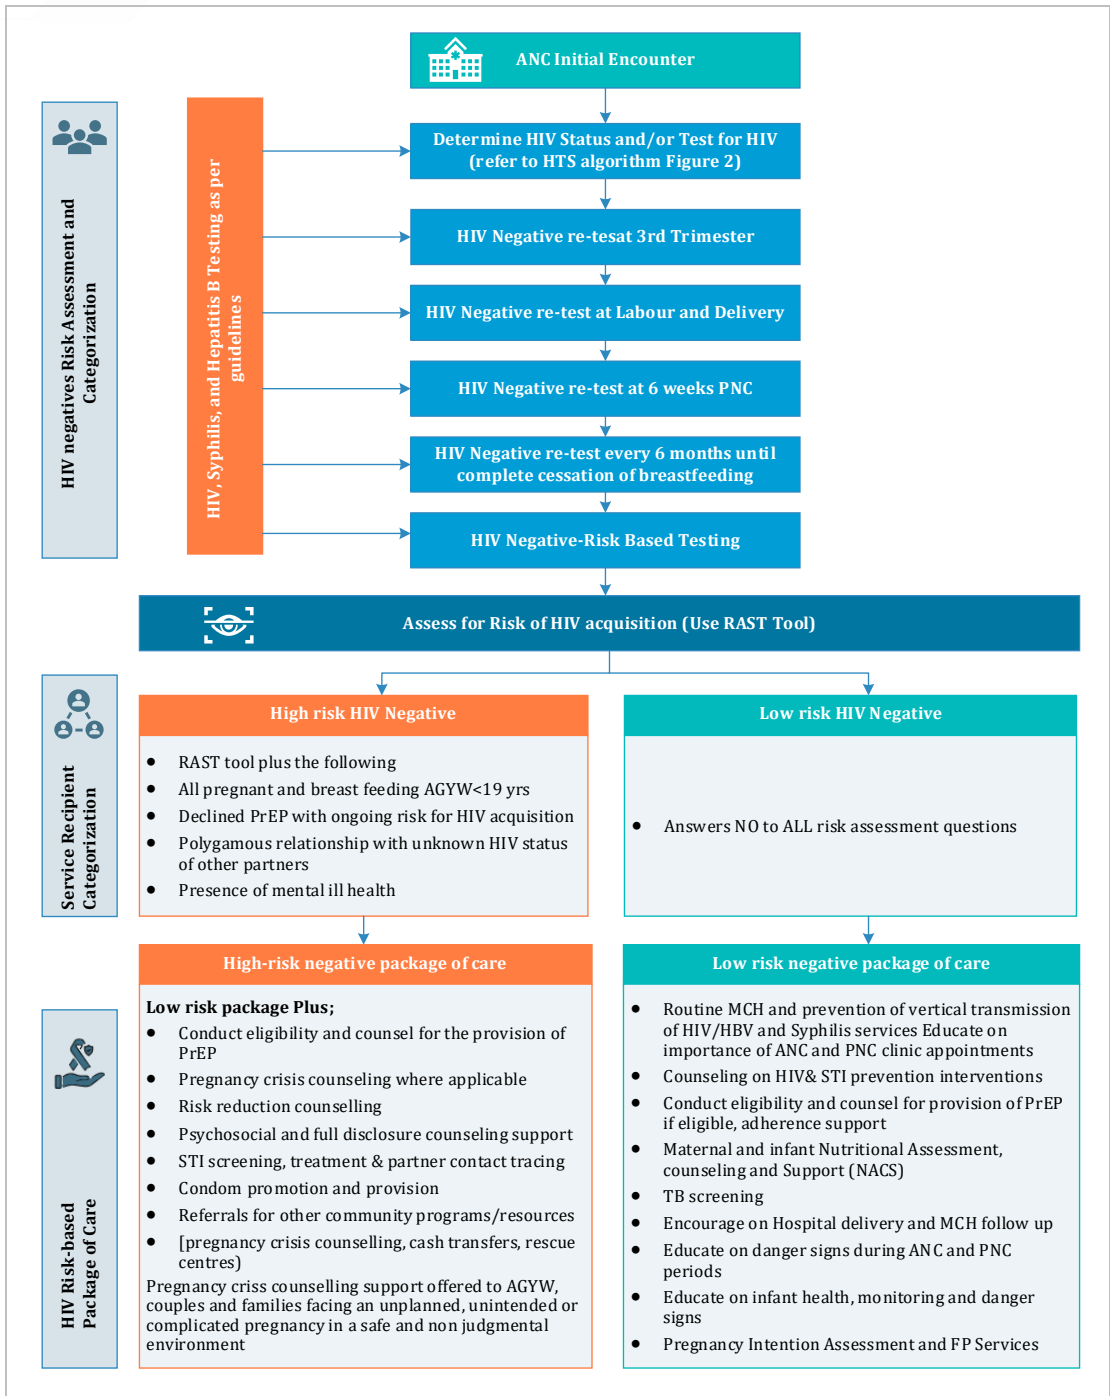 ANC Initial Encounter
HIV negatives Risk Assessment and
Categorization
HIV, Syphilis, and Hepatitis B Testing as per
guidelines
Determine HIV Status and/or Test for HIV
(refer to HTS algorithm Figure 2)
HIV Negative re-tesat 3rd Trimester
HIV Negative re-test at Labour and Delivery
HIV Negative re-test at 6 weeks PNC
HIV Negative re-test every 6 months until
complete cessation of breastfeeding
HIV Negative-Risk Based Testing
Assess for Risk of HIV acquisition (Use RAST Tool)
Service Recipient
Categorization
High risk HIV Negative
● RAST tool plus the following
● All pregnant and breast feeding AGYW<19 yrs
● Declined PrEP with ongoing risk for HIV acquisition
● Polygamous relationship with unknown HIV status
of other partners
● Presence of mental ill health
Low risk HIV Negative
● Answers NO to ALL risk assessment questions
HIV Risk-based
Package of Care
High-risk negative package of care
Low risk package Plus;
● Conduct eligibility and counsel for the provision of
PrEP
● Pregnancy crisis counseling where applicable
● Risk reduction counselling
● Psychosocial and full disclosure counseling support
● STI screening, treatment & partner contact tracing
● Condom promotion and provision
● Referrals for other community programs/resources
● [pregnancy crisis counselling, cash transfers, rescue
centres)
Pregnancy criss counselling support offered to AGYW,
couples and families facing an unplanned, unintended or
complicated pregnancy in a safe and non judgmental
environment
Low risk negative package of care
● Routine MCH and prevention of vertical transmission
of HIV/HBV and Syphilis services Educate on
importance of ANC and PNC clinic appointments
● Counseling on HIV& STI prevention interventions
● Conduct eligibility and counsel for provision of PrEP
if eligible, adherence support
● Maternal and infant Nutritional Assessment,
counseling and Support (NACS)
● TB screening
● Encourage on Hospital delivery and MCH follow up
● Educate on danger signs during ANC and PNC
periods
● Educate on infant health, monitoring and danger
signs
● Pregnancy Intention Assessment and FP Services